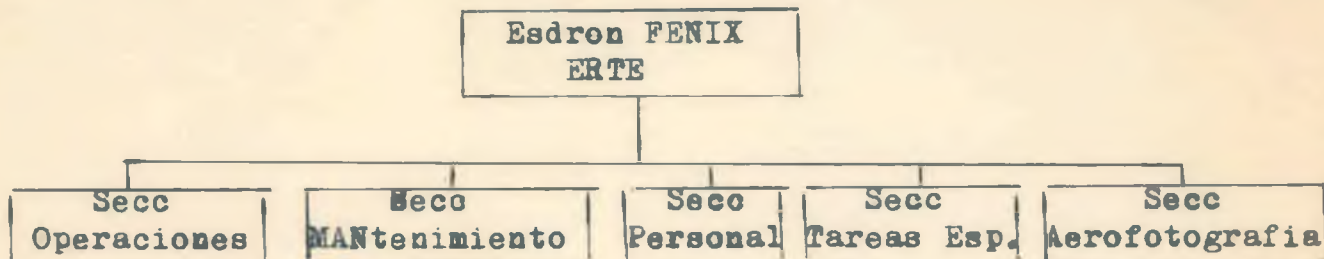 Esdron FENIX
ERTE
Secc
Operaciones
Secc
MANtenimiento
Secc
Personal
Secc
Tareas Esp.
Secc
Aerofotografia